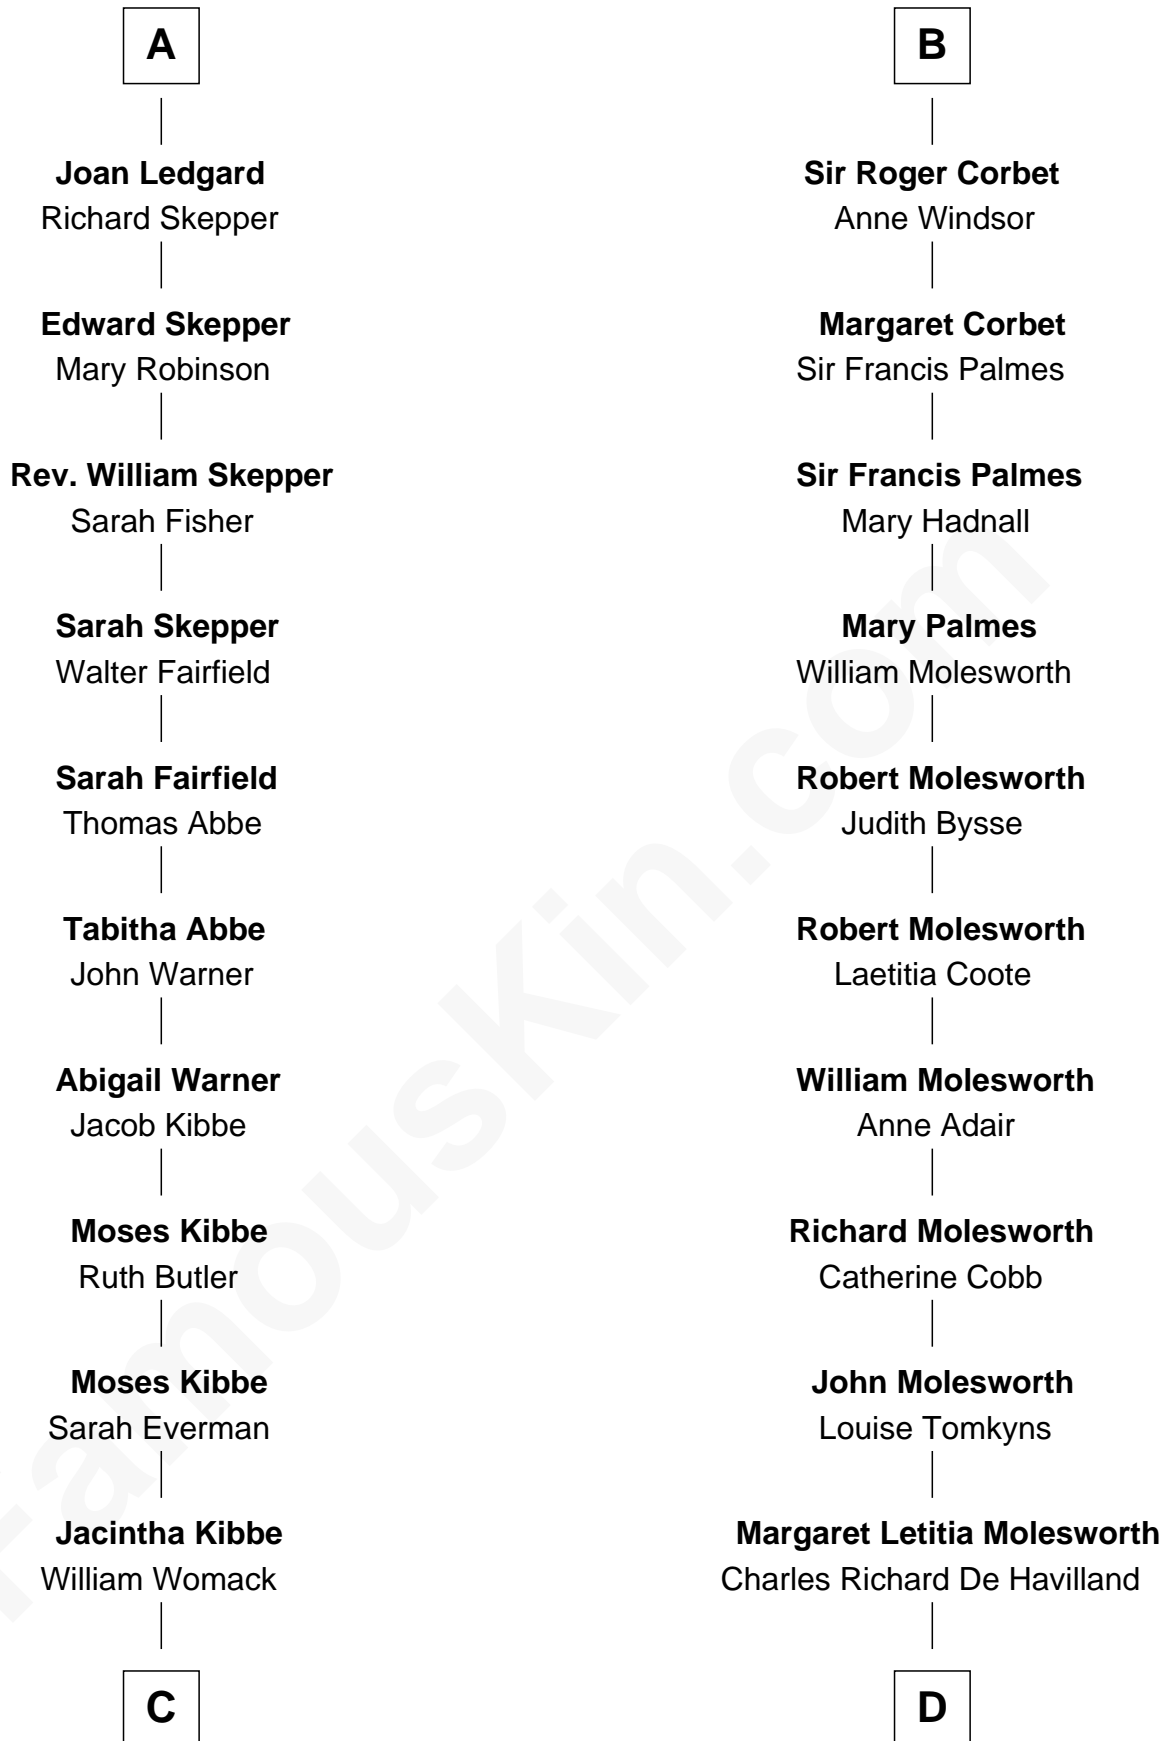 A
Joan Ledgard
Richard Skepper
Edward Skepper
Mary Robinson
Rev. William Skepper
Sarah Fisher
Sarah Skepper
Walter Fairfield
Sarah Fairfield
Thomas Abbe
Tabitha Abbe
John Warner
Abigail Warner
Jacob Kibbe
Moses Kibbe
Ruth Butler
Moses Kibbe
Sarah Everman
Jacintha Kibbe
William Womack
C
B
Sir Roger Corbet
Anne Windsor
Margaret Corbet
Sir Francis Palmes
Sir Francis Palmes
Mary Hadnall
Mary Palmes
William Molesworth
Robert Molesworth
Judith Bysse
Robert Molesworth
Laetitia Coote
William Molesworth
Anne Adair
Richard Molesworth
Catherine Cobb
John Molesworth
Louise Tomkyns
Margaret Letitia Molesworth
Charles Richard De Havilland
D
FamousKin.com